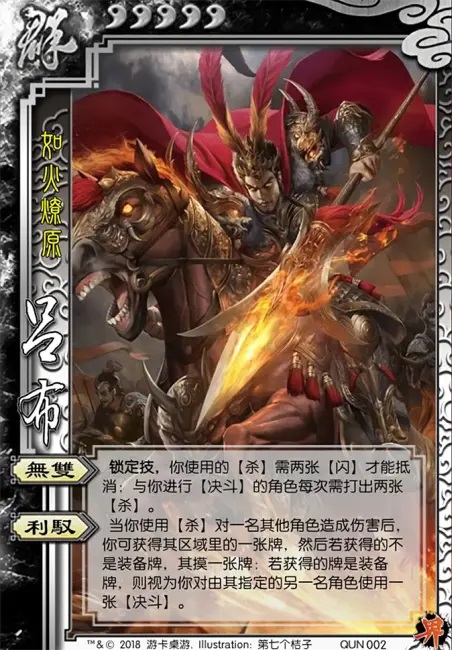 群
如火燎原
吕布
無雙
锁定技，你使用的【杀】需两张【闪】才能抵
消；与你进行【决斗】的角色每次需打出两张
【杀】。
利馭
当你使用【杀】对一名其他角色造成伤害后，
你可获得其区域里的一张牌，然后若获得的不
是装备牌，其摸一张牌；若获得的牌是装备
牌，则视为你对由其指定的另一名角色使用一
张【决斗】。
界
™&© 2018 游卡桌游. Illustration: 第七个桔子 QUN 002